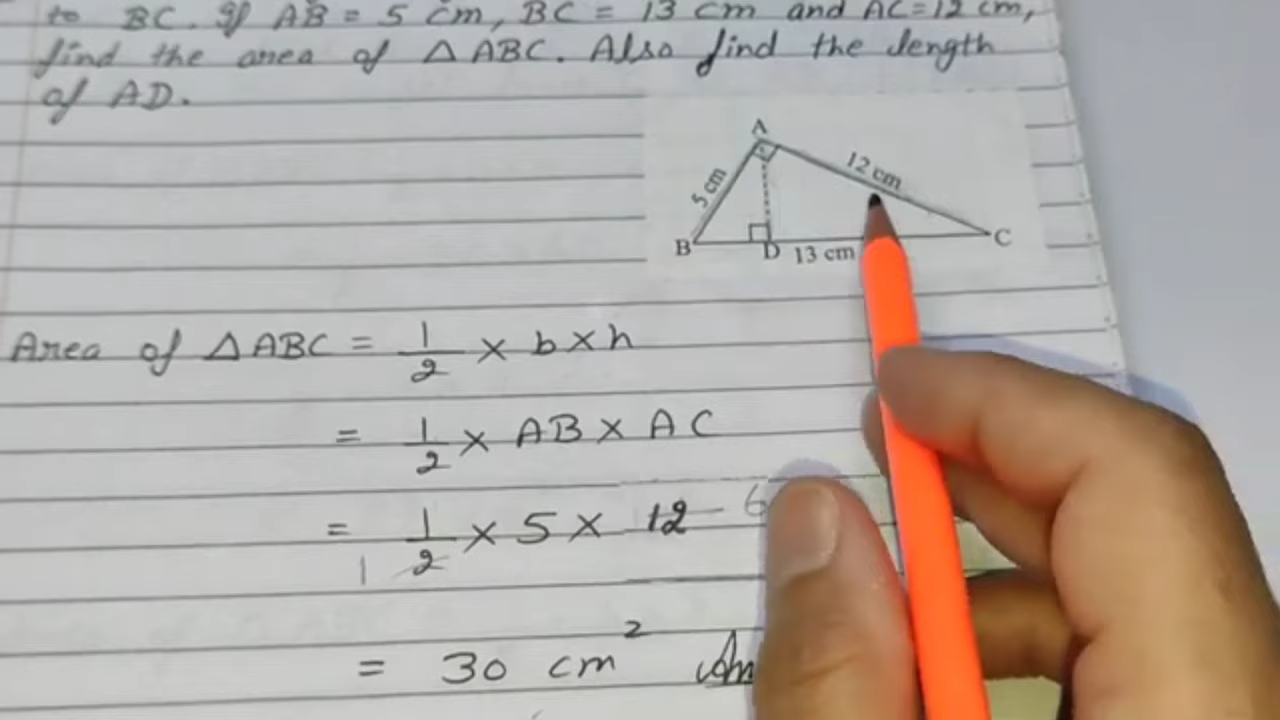 to BC. If AB = 5 cm, BC = 13 cm and AC=12 cm,
find the area of △ ABC. Also find the length
of AD.
A
5 cm
12 cm
B
D
13 cm
C
Area of △ABC = 1/2 × b × h
= 1/2 × AB × AC
= 1/2 × 5 × 12 6
1
= 30 cm²